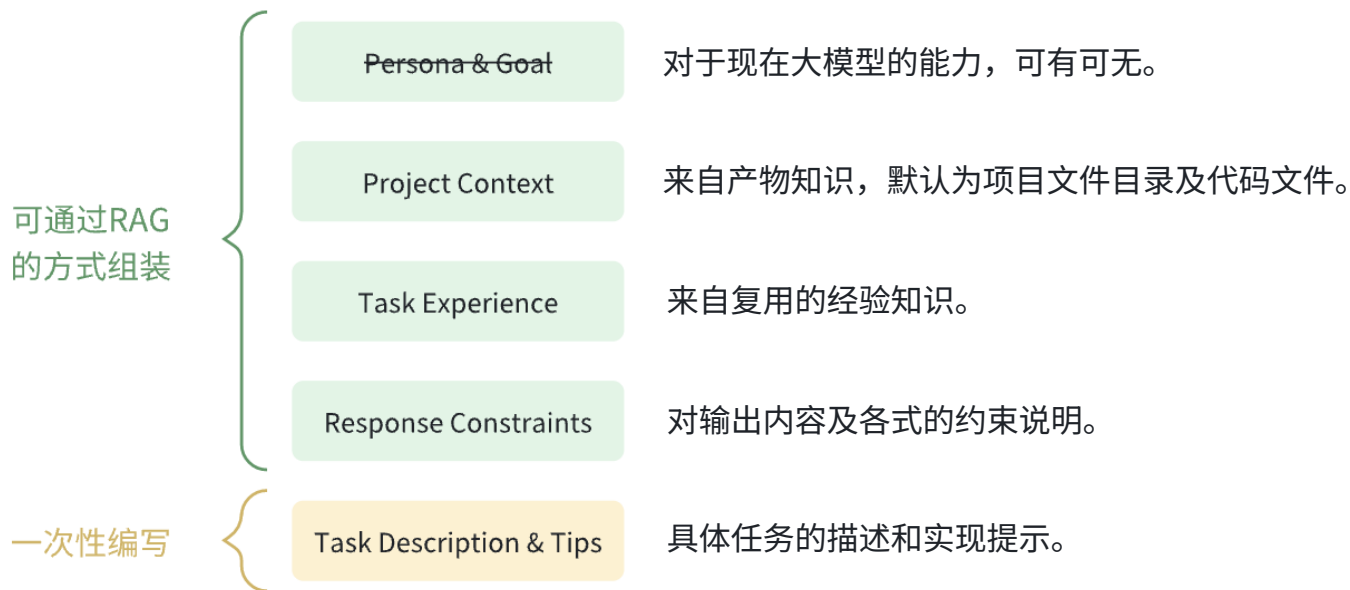 Persona & Goal
对于现在大模型的能力，可有可无。
Project Context
来自产物知识，默认为项目文件目录及代码文件。
可通过RAG
的方式组装
Task Experience
来自复用的经验知识。
Response Constraints
对输出内容及各式的约束说明。
一次性编写
Task Description & Tips
具体任务的描述和实现提示。